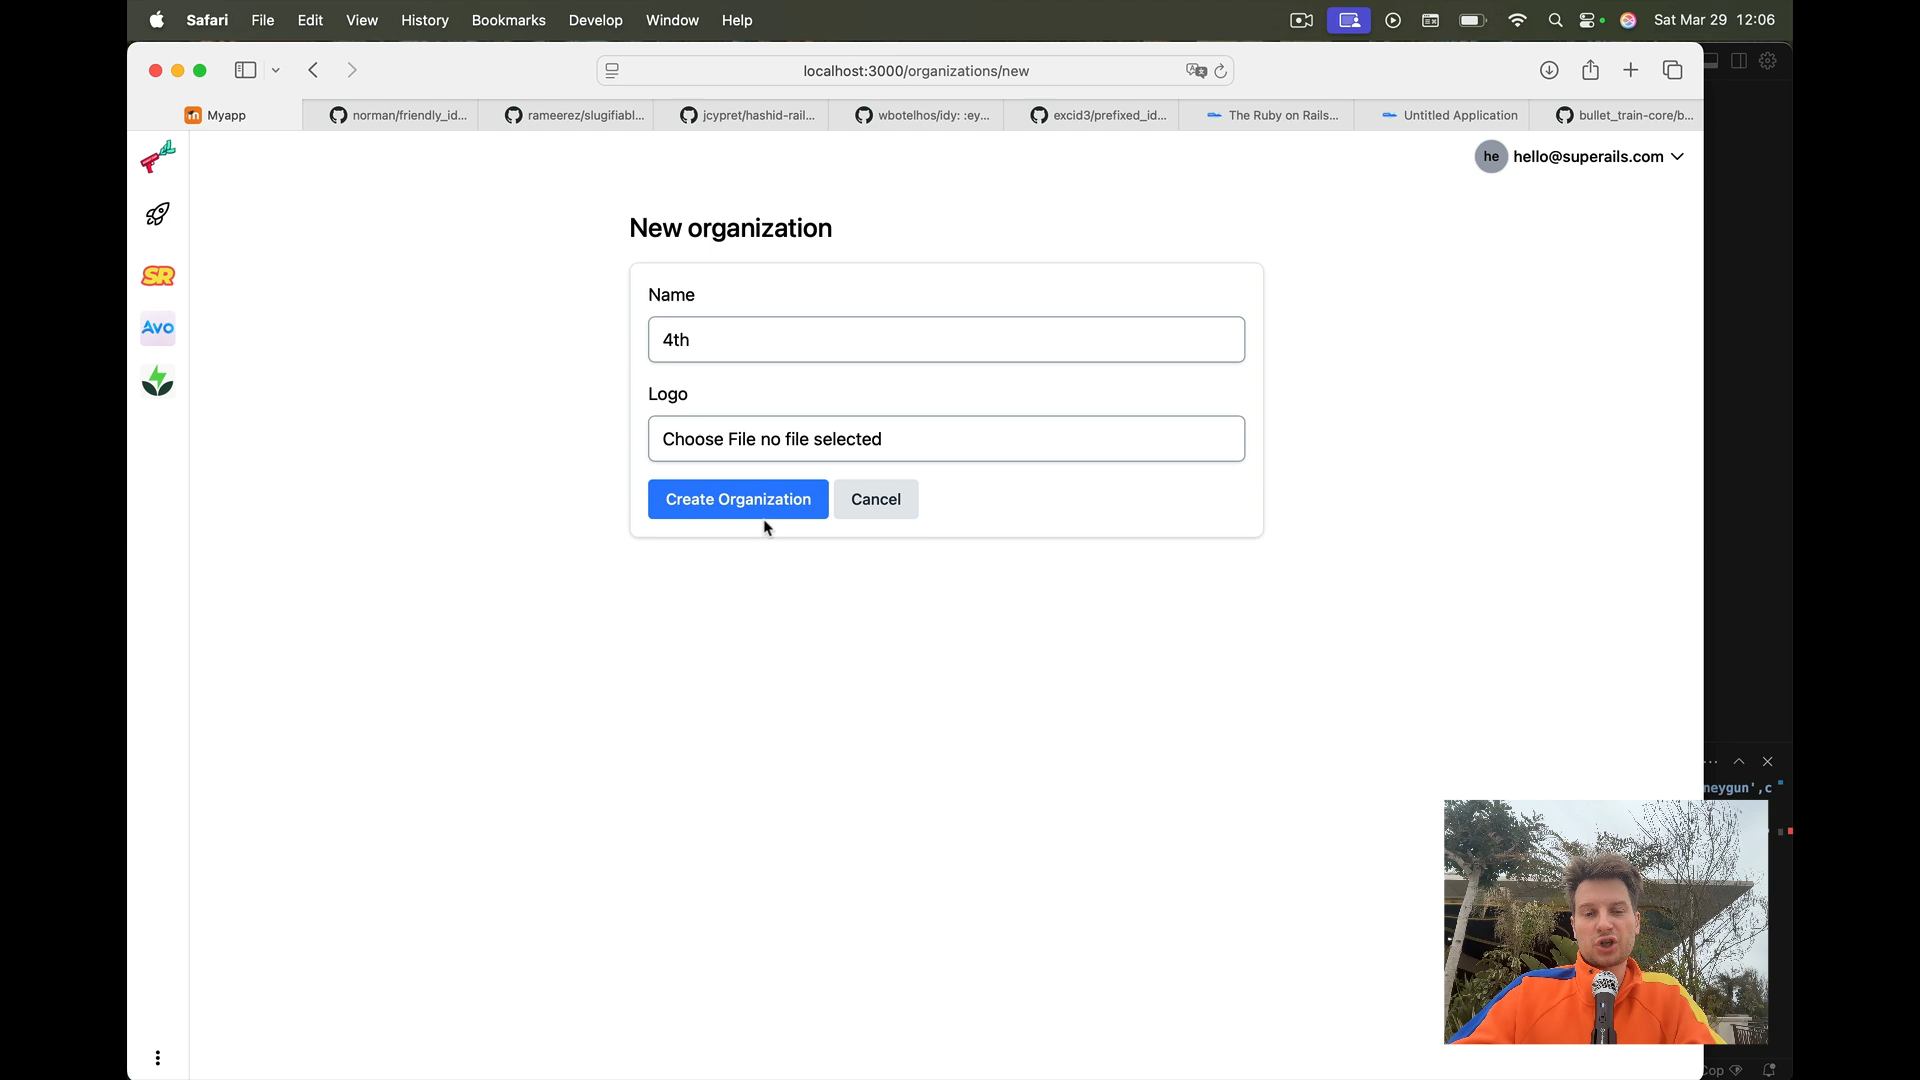 Safari File Edit View History Bookmarks Develop Window Help Sat Mar 29 12:06
localhost:3000/organizations/new
Myapp norman/friendly_id... rameerez/slugifiabl... jcypret/hashid-rail... wbotelhos/idy: :ey... excid3/prefixed_id... The Ruby on Rails... Untitled Application bullet_train-core/b...
he hello@superails.com
SR
Avo
New organization
Name
4th
Logo
Choose File no file selected
Create Organization Cancel
neygun',c
Cop